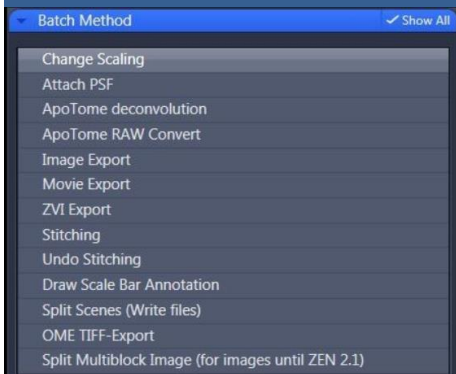 Batch Method
Show All
Change Scaling
Attach PSF
ApoTome deconvolution
ApoTome RAW Convert
Image Export
Movie Export
ZVI Export
Stitching
Undo Stitching
Draw Scale Bar Annotation
Split Scenes (Write files)
OME TIFF-Export
Split Multiblock Image (for images until ZEN 2.1)